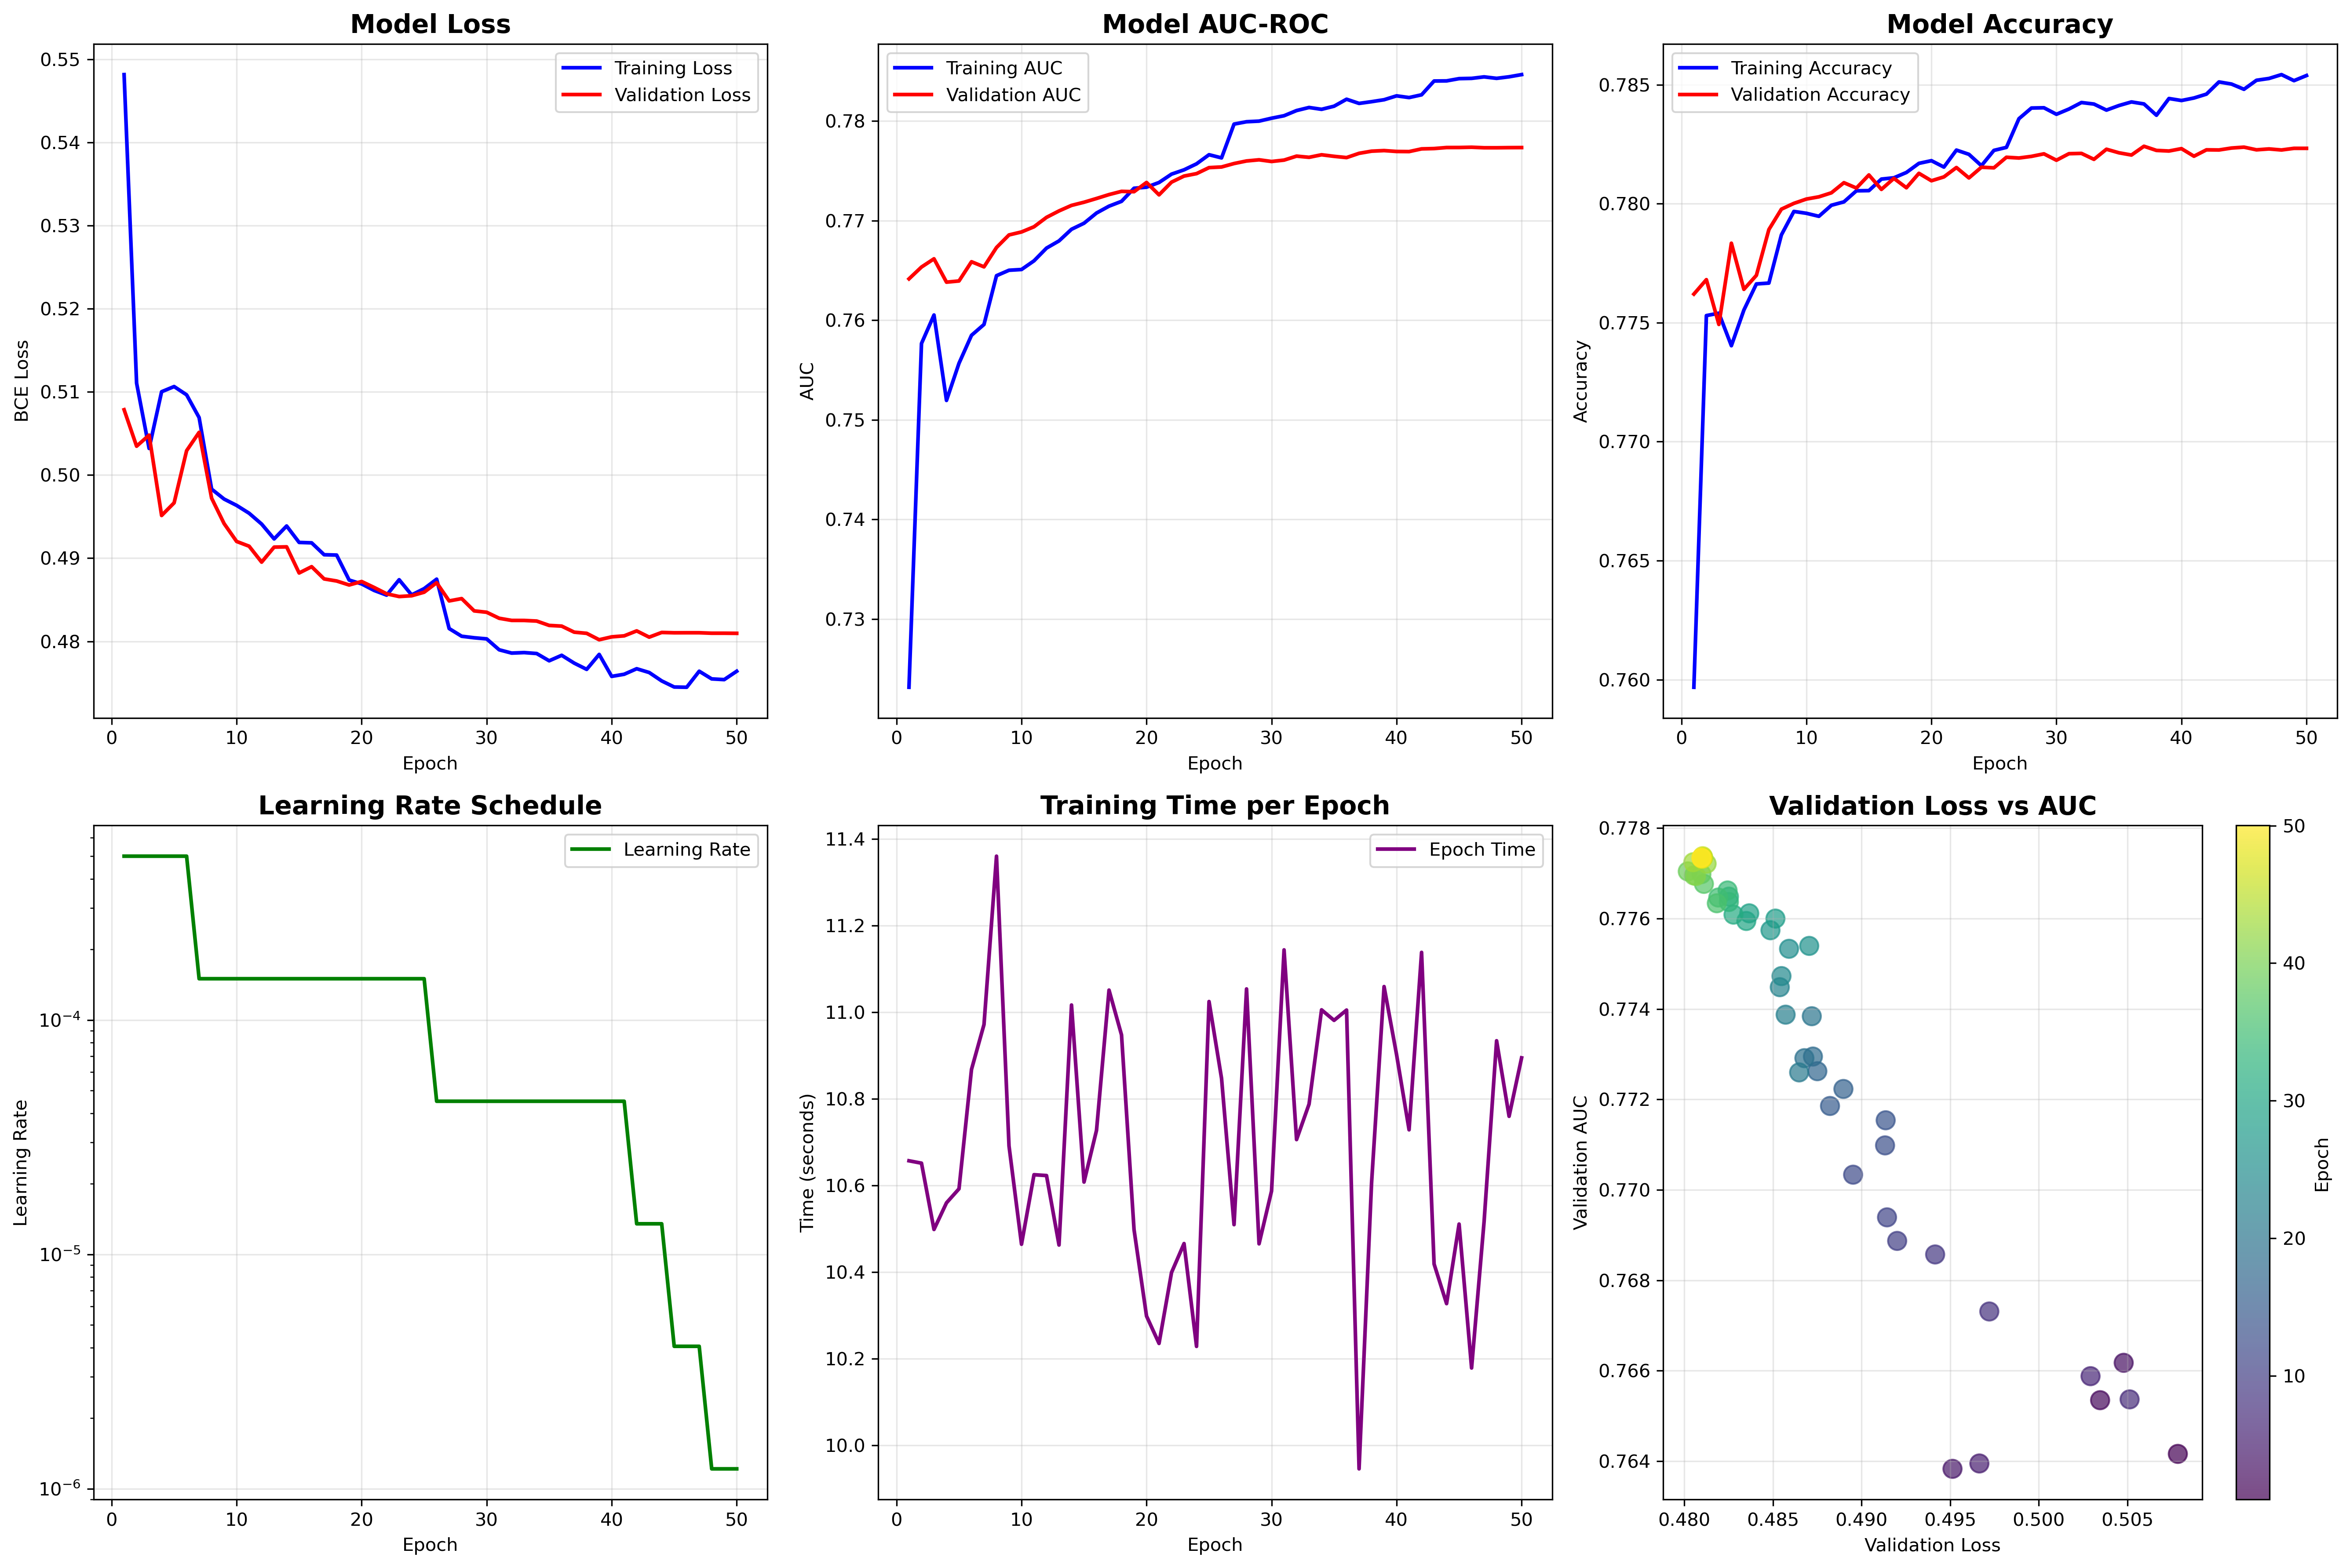 Model Loss
Training Loss
Validation Loss
0.55
0.54
0.53
0.52
0.51
0.50
0.49
0.48
BCE Loss
0 10 20 30 40 50
Epoch
Model AUC-ROC
Training AUC
Validation AUC
0.78
0.77
0.76
0.75
0.74
0.73
AUC
0 10 20 30 40 50
Epoch
Model Accuracy
Training Accuracy
Validation Accuracy
0.785
0.780
0.775
0.770
0.765
0.760
Accuracy
0 10 20 30 40 50
Epoch
Learning Rate Schedule
Learning Rate
10⁻⁴
10⁻⁵
10⁻⁶
Learning Rate
0 10 20 30 40 50
Epoch
Training Time per Epoch
Epoch Time
11.4
11.2
11.0
10.8
10.6
10.4
10.2
10.0
Time (seconds)
0 10 20 30 40 50
Epoch
Validation Loss vs AUC
0.778
0.776
0.774
0.772
0.770
0.768
0.766
0.764
Validation AUC
0.480 0.485 0.490 0.495 0.500 0.505
Validation Loss
50
40
30
20
10
Epoch